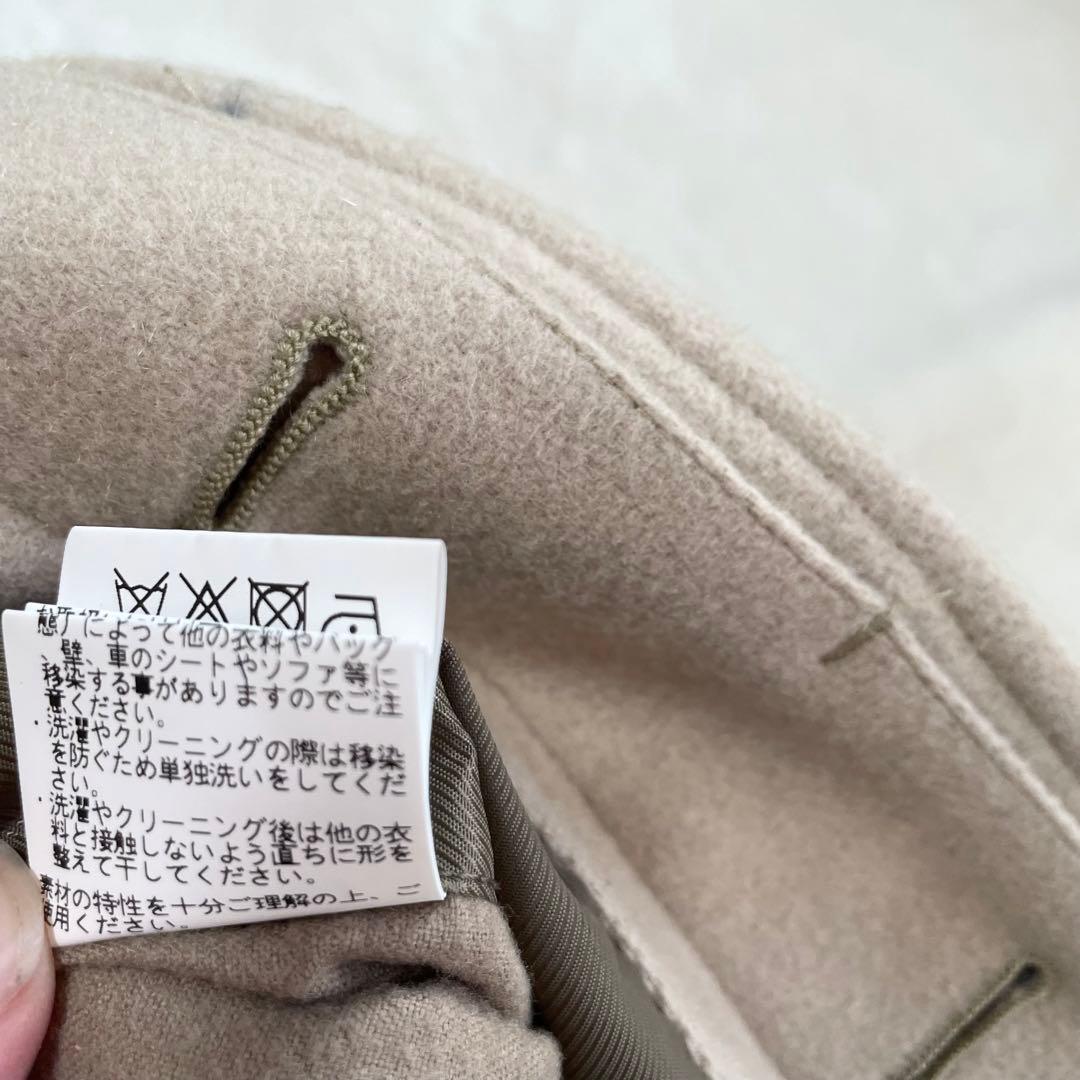 態によって他の衣料やバッグ
、壁、車のシートやソファ等に
移染する事がありますのでご注
意ください。
・洗濯やクリーニングの際は移染
を防ぐため単独洗いをしてくだ
さい。
・洗濯やクリーニング後は他の衣
料と接触しないよう直ちに形を
整えて干してください。
素材の特性を十分ご理解の上、ご
使用ください。